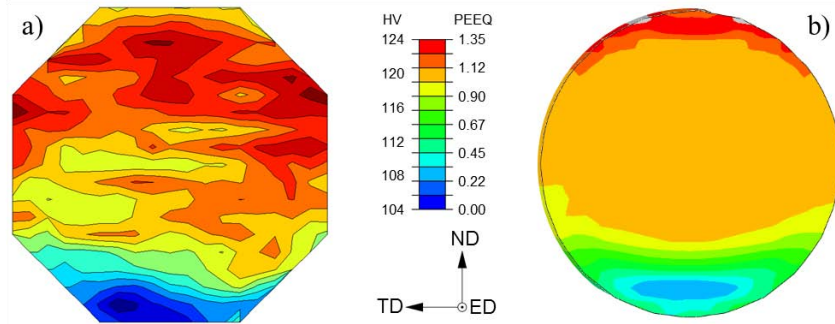 a)
HV PEEQ
124 1.35
120 1.12
116 0.90
112 0.67
108 0.45
0.22
104 0.00
ND
TD ED
b)